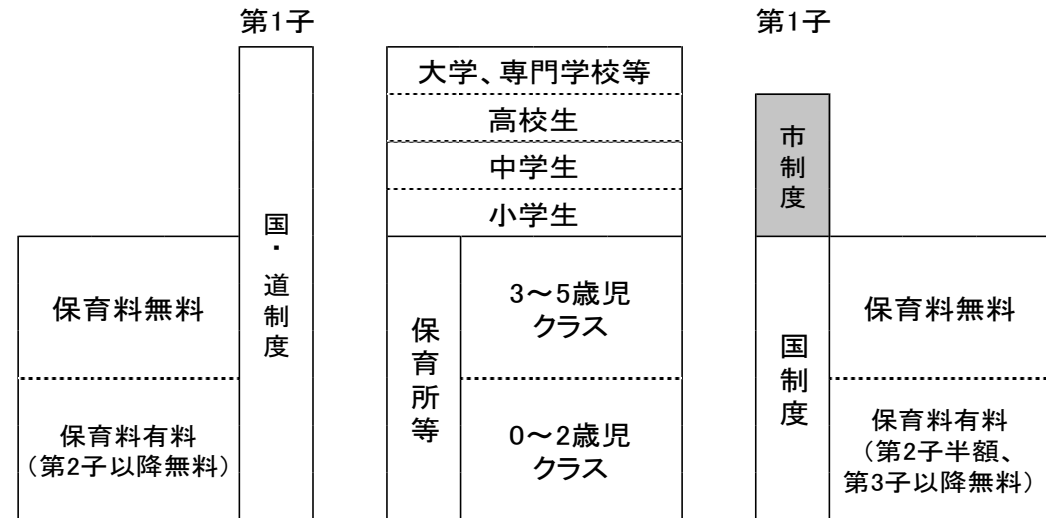 第1子
第1子
大学、専門学校等
高校生
中学生
小学生
国・道制度
市制度
保育料無料
保育所等
3～5歳児
クラス
国制度
保育料無料
保育料有料
（第2子以降無料）
0～2歳児
クラス
保育料有料
（第2子半額、
第3子以降無料）